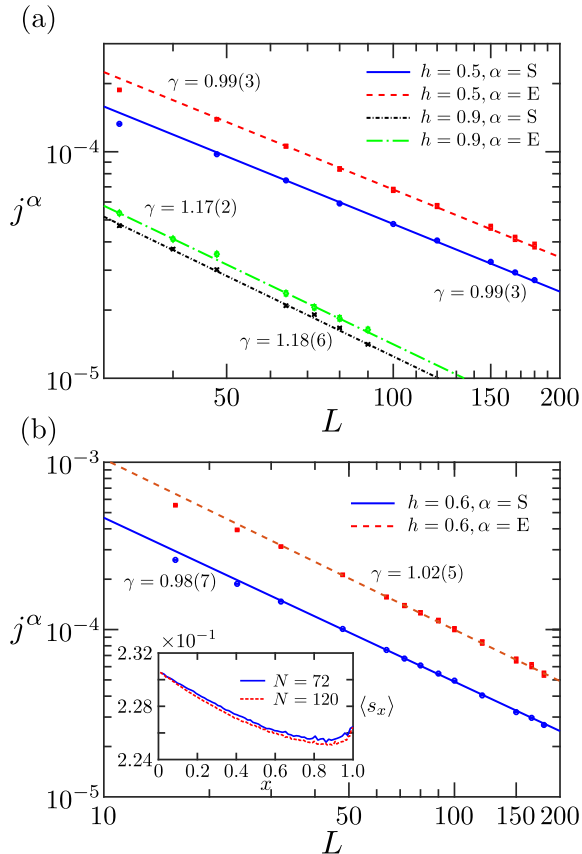 (a)
γ = 0.99(3)
h = 0.5, α = S
h = 0.5, α = E
h = 0.9, α = S
h = 0.9, α = E
10⁻⁴
j^α
γ = 1.17(2)
γ = 0.99(3)
γ = 1.18(6)
10⁻⁵
50 100 150 200
L
(b)
10⁻³
h = 0.6, α = S
h = 0.6, α = E
γ = 0.98(7)
γ = 1.02(5)
10⁻⁴
j^α
×10⁻¹
2.32
N = 72
N = 120
⟨s_x⟩
2.28
2.24
0 0.2 0.4 0.6 0.8 1.0
x
10⁻⁵
10 50 100 150 200
L